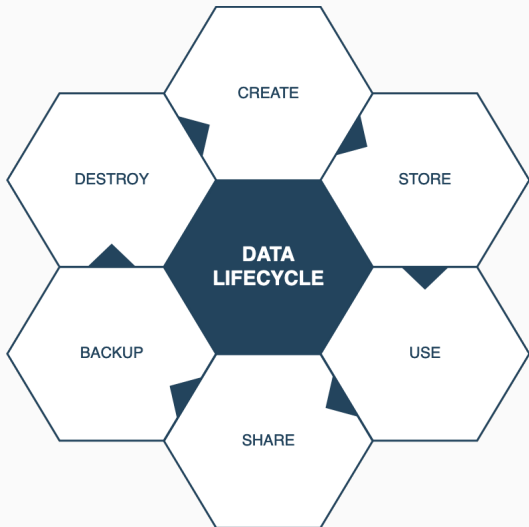 CREATE
DESTROY
STORE
DATA
LIFECYCLE
BACKUP
USE
SHARE